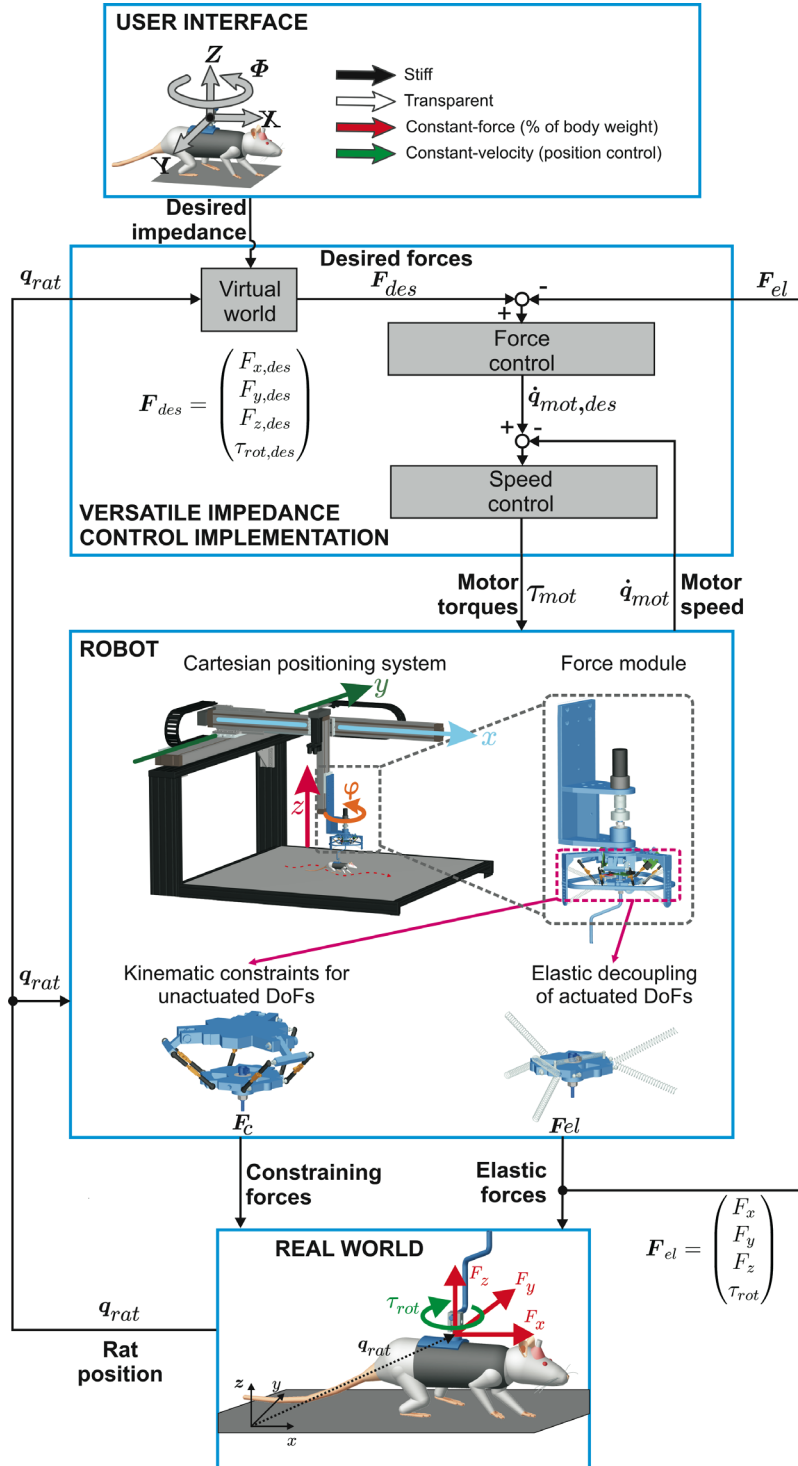 USER INTERFACE
Z
Φ
X
Y
Stiff
Transparent
Constant-force (% of body weight)
Constant-velocity (position control)
Desired
impedance
Desired forces
q_rat
F_des
F_el
Virtual
world
-
+
Force
control
F_des = (F_x,des
F_y,des
F_z,des
τ_rot,des)
q̇_mot,des
+ -
Speed
control
VERSATILE IMPEDANCE
CONTROL IMPLEMENTATION
Motor
torques
τ_mot
q̇_mot
Motor
speed
ROBOT
Cartesian positioning system
Force module
y
x
z
φ
q_rat
Kinematic constraints for
unactuated DoFs
Elastic decoupling
of actuated DoFs
F_c
F_el
Constraining
forces
Elastic
forces
F_el = (F_x
F_y
F_z
τ_rot)
REAL WORLD
q_rat
Rat
position
F_z
F_y
τ_rot
F_x
q_rat
z
y
x